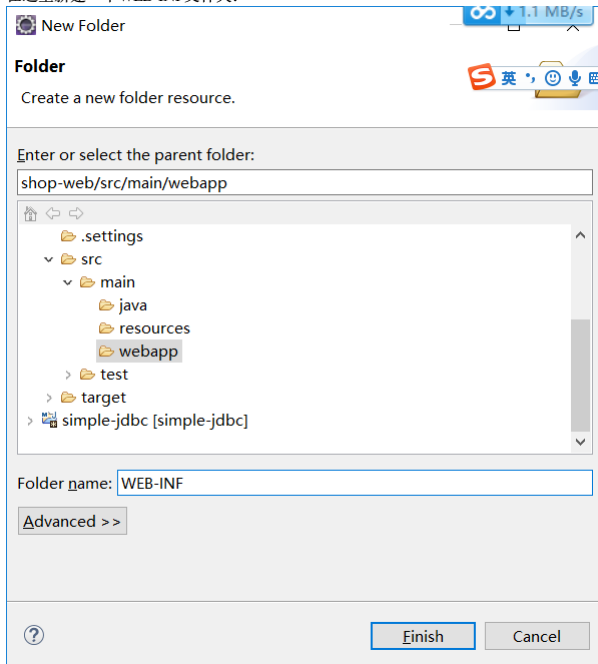 New Folder
1.1 MB/s
Folder
英
Create a new folder resource.
Enter or select the parent folder:
shop-web/src/main/webapp
.settings
src
main
java
resources
webapp
test
target
simple-jdbc [simple-jdbc]
Folder name: WEB-INF
Advanced >>
Finish
Cancel